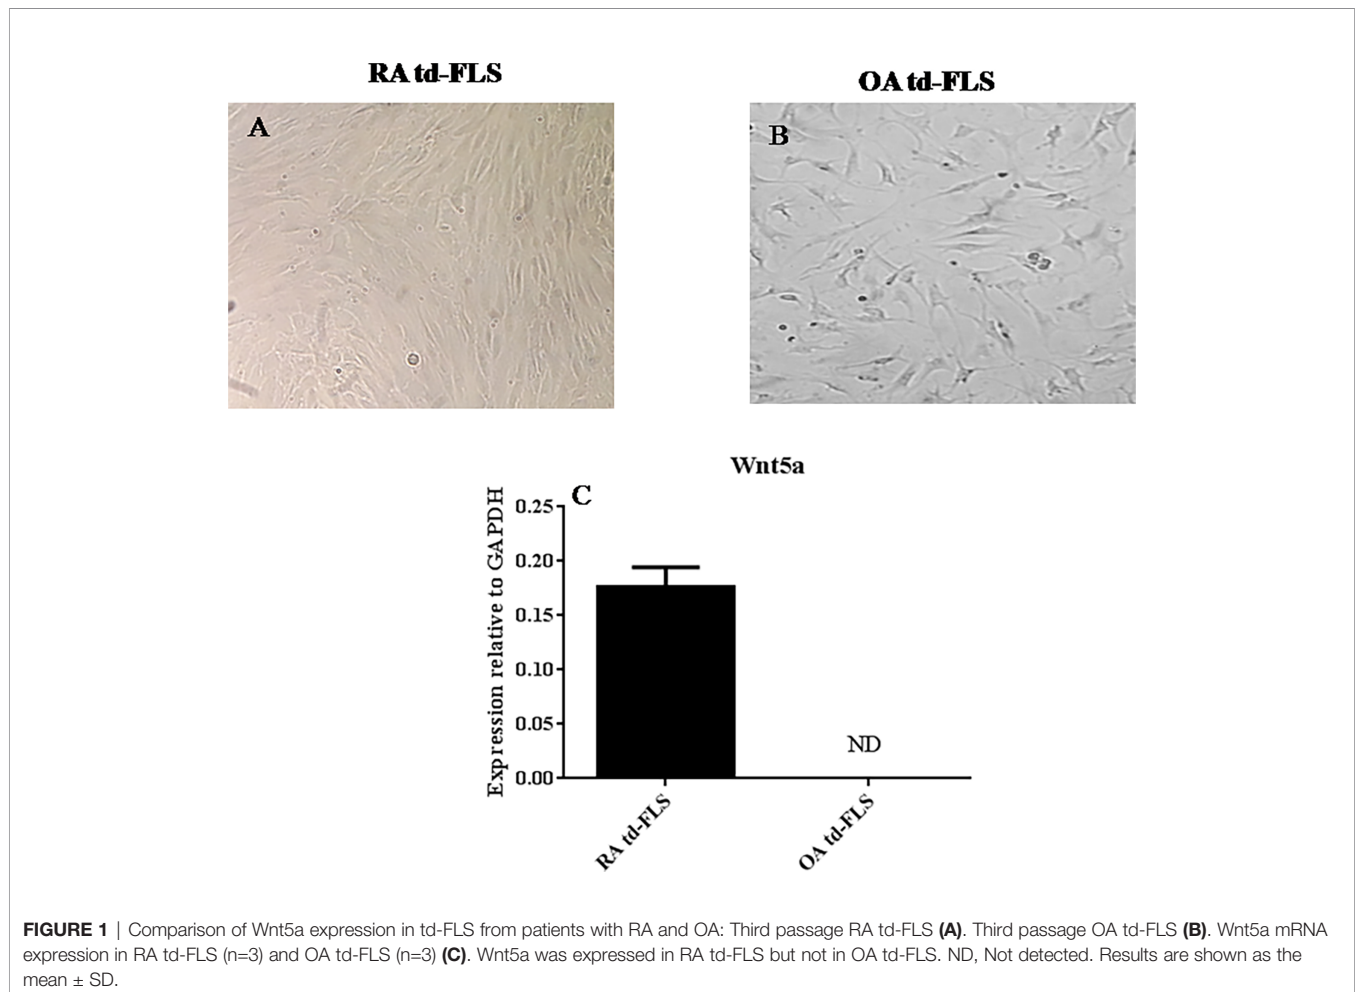 RA td-FLS
OA td-FLS
A
B
Wnt5a
C
Expression relative to GAPDH
0.25
0.20
0.15
0.10
0.05
0.00
ND
RA td-FLS
OA td-FLS
FIGURE 1 | Comparison of Wnt5a expression in td-FLS from patients with RA and OA: Third passage RA td-FLS (A). Third passage OA td-FLS (B). Wnt5a mRNA
expression in RA td-FLS (n=3) and OA td-FLS (n=3) (C). Wnt5a was expressed in RA td-FLS but not in OA td-FLS. ND, Not detected. Results are shown as the
mean ± SD.